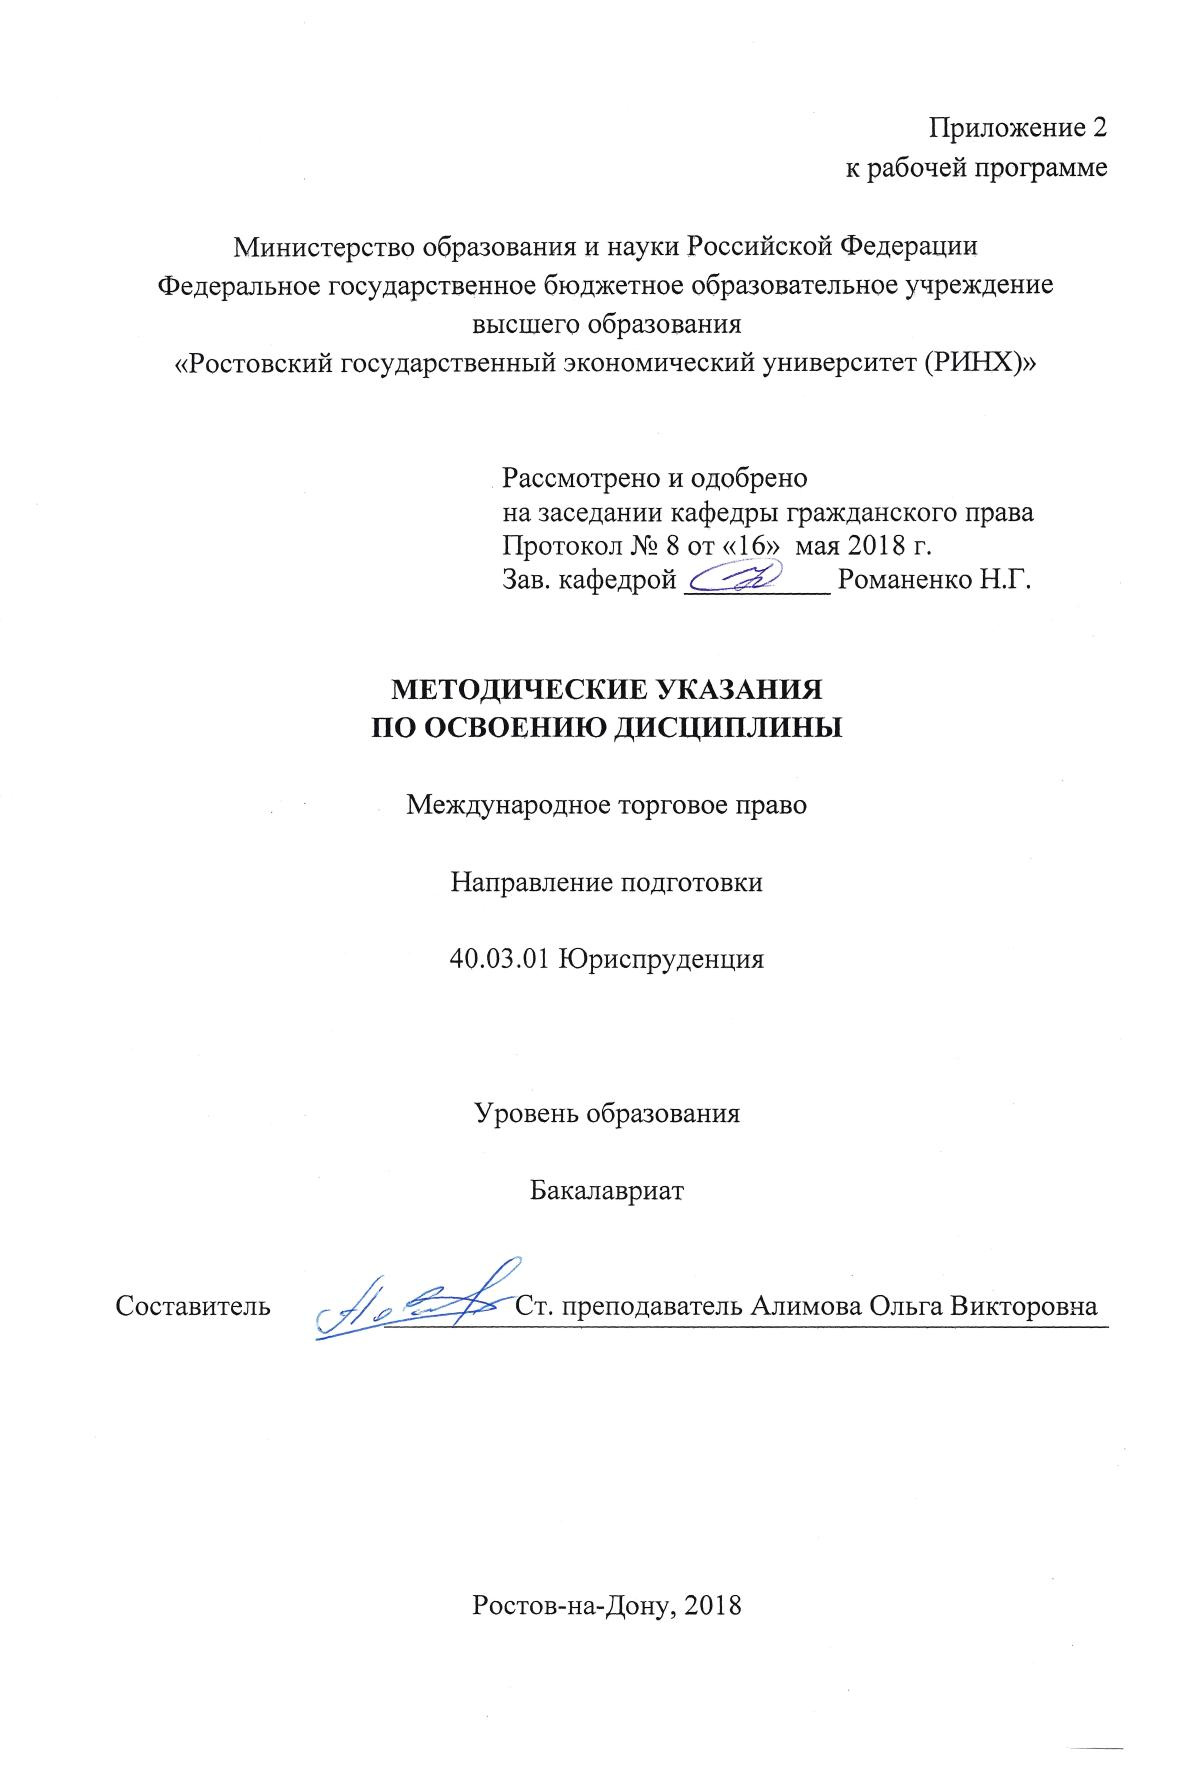 Приложение 2
к рабочей программе
Министерство образования и науки Российской Федерации
Федеральное государственное бюджетное образовательное учреждение
высшего образования
«Ростовский государственный экономический университет (РИНХ)»
Рассмотрено и одобрено
на заседании кафедры гражданского права
Протокол № 8 от «16» мая 2018 г.
Зав. кафедрой __________ Романенко Н.Г.
МЕТОДИЧЕСКИЕ УКАЗАНИЯ
ПО ОСВОЕНИЮ ДИСЦИПЛИНЫ
Международное торговое право
Направление подготовки
40.03.01 Юриспруденция
Уровень образования
Бакалавриат
Составитель Ст. преподаватель Алимова Ольга Викторовна
Ростов-на-Дону, 2018